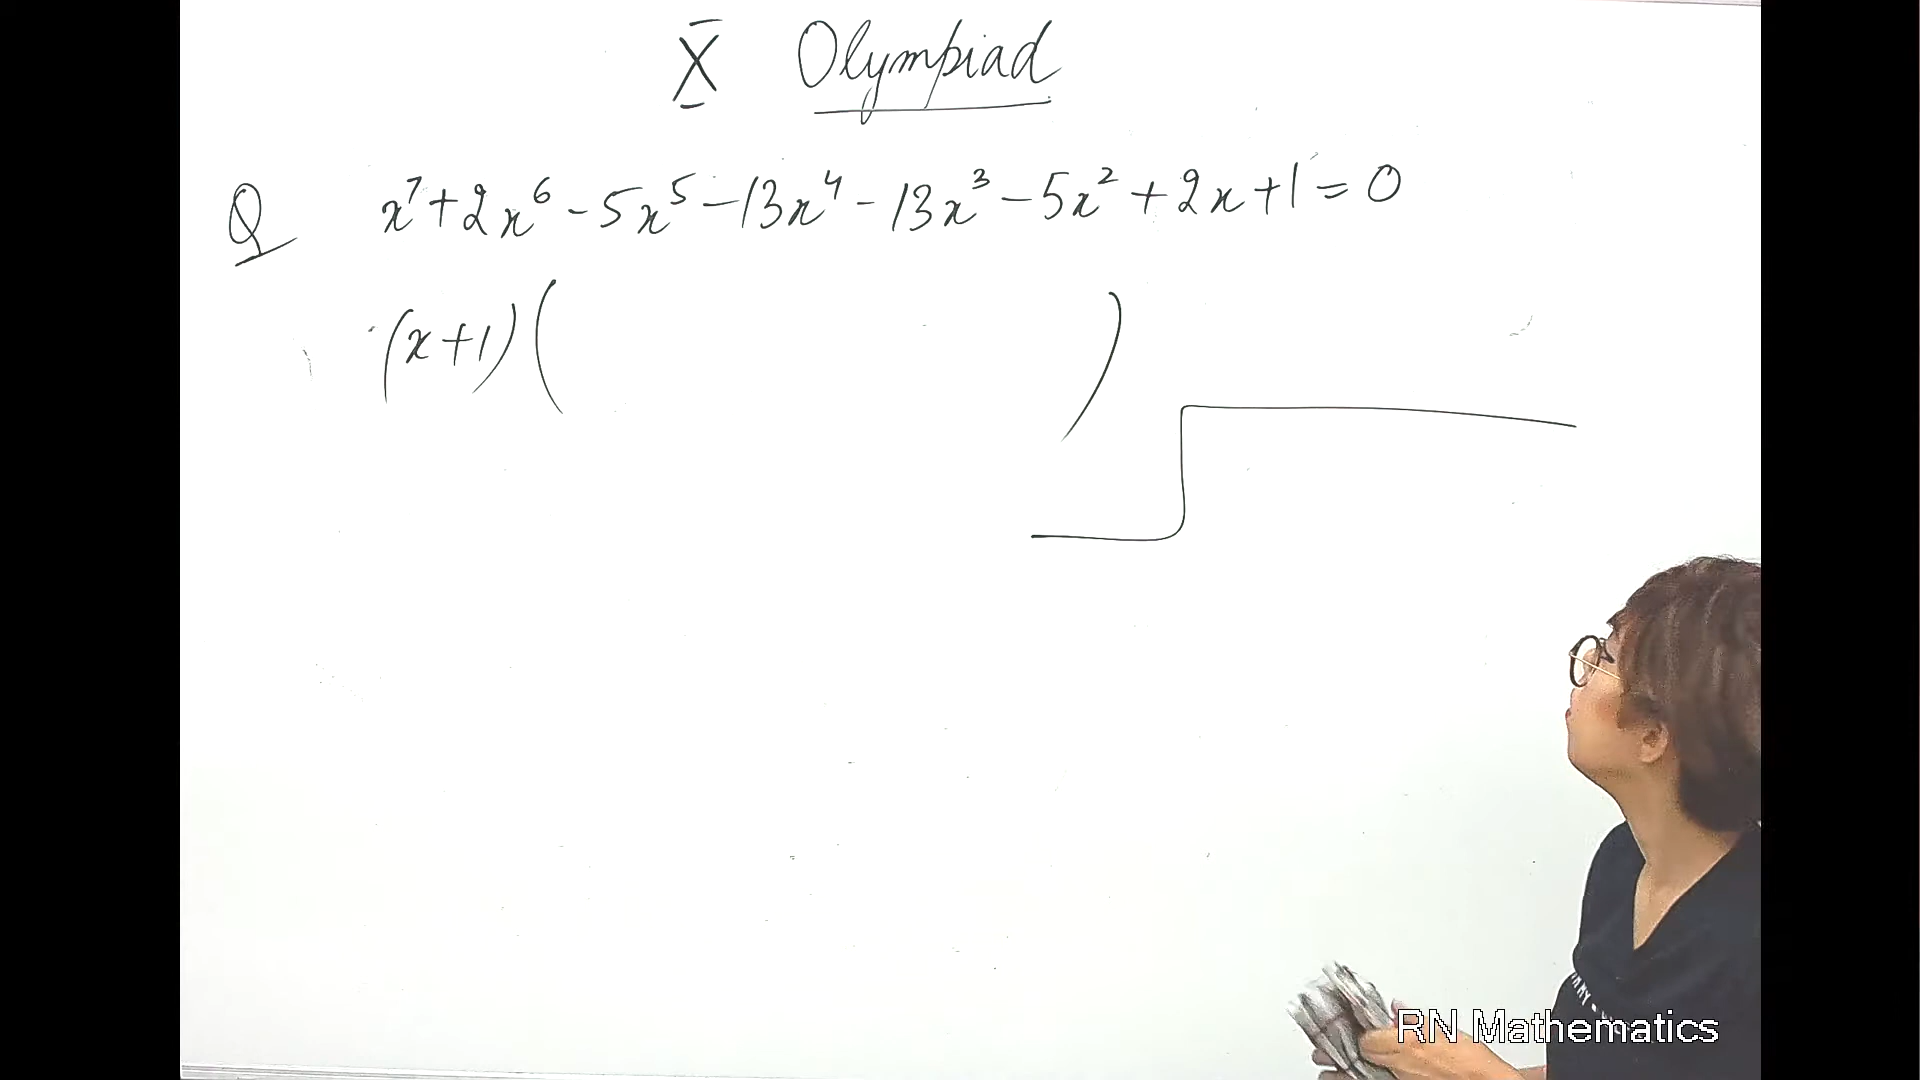 X Olympiad
Q x⁷+2x⁶-5x⁵-13x⁴-13x³-5x²+2x+1=0
(x+1)( )
RN Mathematics